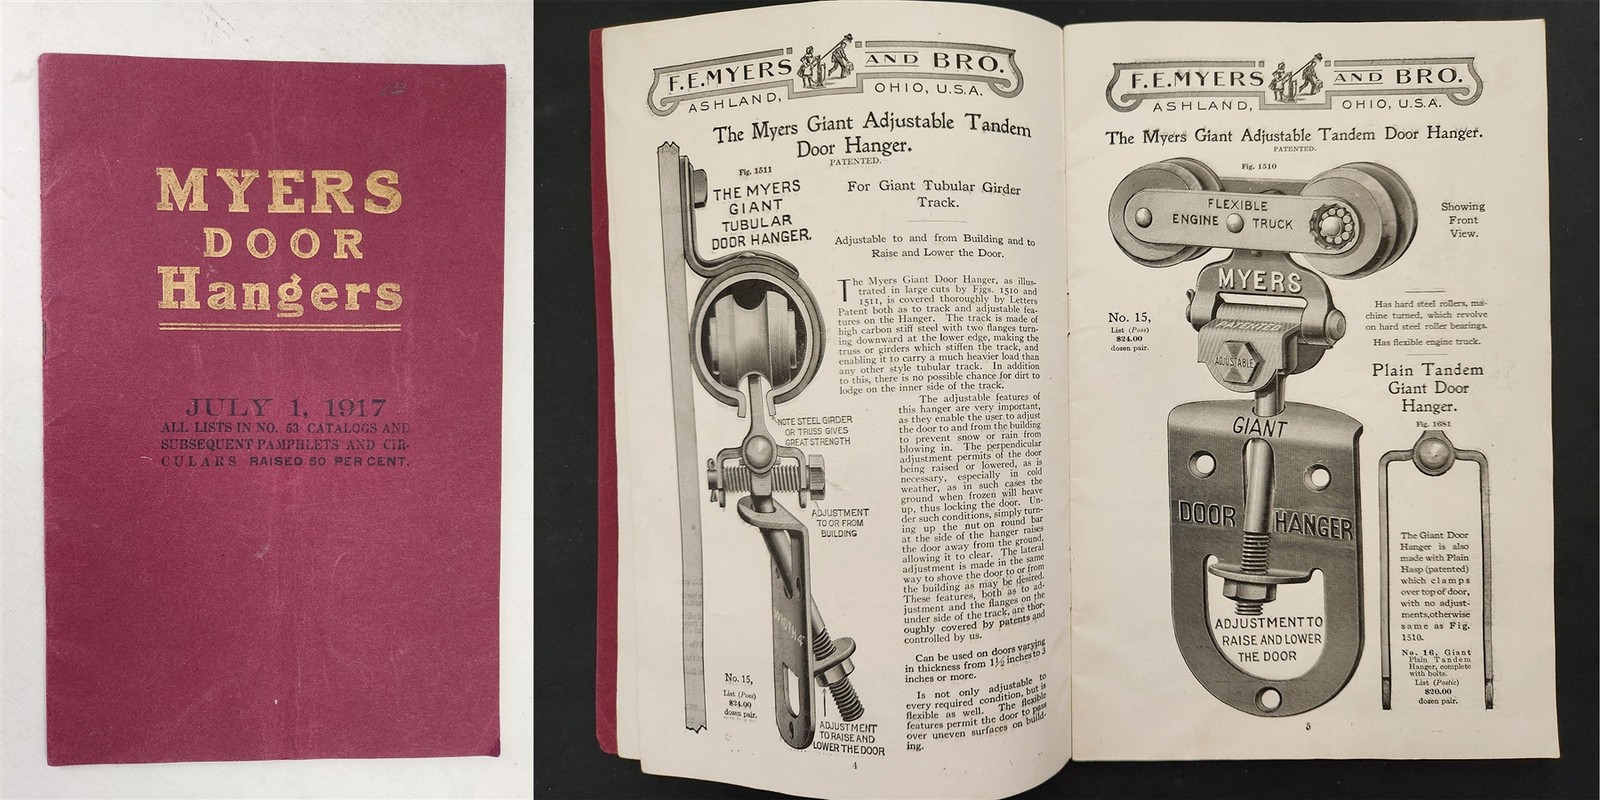 MYERS
DOOR
Hangers
JULY 1, 1917
ALL LISTS IN NO. 53 CATALOGS AND
SUBSEQUENT PAMPHLETS AND CIR-
CULARS RAISED 50 PER CENT.
F.E. MYERS AND BRO.
ASHLAND, OHIO, U.S.A.
The Myers Giant Adjustable Tandem
Door Hanger.
PATENTED.
Fig. 1511
THE MYERS
GIANT
TUBULAR
DOOR HANGER.
For Giant Tubular Girder
Track.
Adjustable to and from Building and to
Raise and Lower the Door.
The Myers Giant Door Hanger, as illus-
trated in large cuts by Figs. 1510 and
1511, is covered thoroughly by Letters
Patent both as to track and adjustable fea-
tures on the Hanger. The track is made of
high carbon stiff steel with two flanges turn-
ing downward at the lower edge, making the
truss or girders which stiffen the track, and
enabling it to carry a much heavier load than
any other style tubular track. In addition
to this, there is no possible chance for dirt to
lodge on the inner side of the track.
The adjustable features of
this hanger are very important,
as they enable the user to adjust
the door to and from the building
to prevent snow or rain from
blowing in. The perpendicular
adjustment permits of the door
being raised or lowered, as is
necessary, especially in cold
weather, as in such cases the
ground when frozen will heave
up, thus locking the door. Un-
der such conditions, simply turn-
ing up the nut on round bar
at the side of the hanger raises
the door away from the ground,
allowing it to clear. The lateral
adjustment is made in the same
way to shove the door to or from
the building as may be desired.
These features, both as to ad-
justment and the flanges on the
under side of the track, are thor-
oughly covered by patents and
controlled by us.
Can be used on doors varying
in thickness from 1½ inches to 3
inches or more.
Is not only adjustable to
every required condition, but is
flexible as well. The flexible
features permit the door to pass
over uneven surfaces on build-
ing.
NOTE STEEL GIRDER
OR TRUSS GIVES
GREAT STRENGTH
ADJUSTMENT
TO OR FROM
BUILDING
WIDTH 4"
No. 15,
List (Poss)
$24.00
dozen pair.
ADJUSTMENT
TO RAISE AND
LOWER THE DOOR
4
F.E. MYERS AND BRO.
ASHLAND, OHIO, U.S.A.
The Myers Giant Adjustable Tandem Door Hanger.
PATENTED.
Fig. 1510
FLEXIBLE
ENGINE TRUCK
Showing
Front
View.
MYERS
PATENTED
ADJUSTABLE
No. 15,
List (Poss)
$24.00
dozen pair.
Has hard steel rollers, ma-
chine turned, which revolve
on hard steel roller bearings.
Has flexible engine truck.
Plain Tandem
Giant Door
Hanger.
Fig. 1681
GIANT
DOOR HANGER
ADJUSTMENT TO
RAISE AND LOWER
THE DOOR
The Giant Door
Hanger is also
made with Plain
Hasp (patented)
which clamps
over top of door,
with no adjust-
ments, otherwise
same as Fig.
1510.
No. 16, Giant
Plain Tandem
Hanger, complete
with bolts.
List (Postic)
$20.00
dozen pair.
5